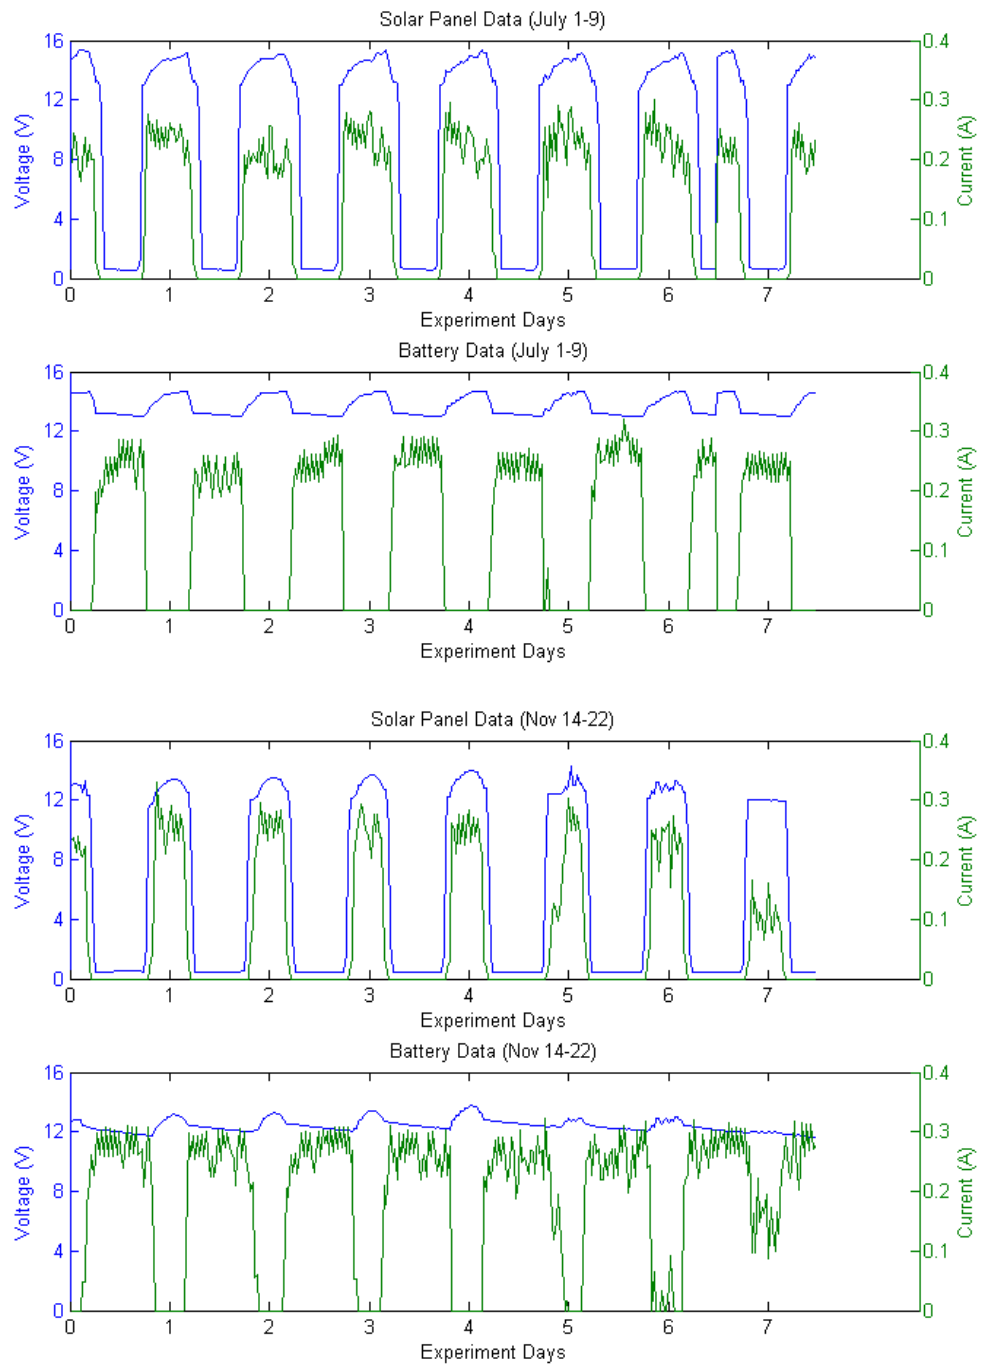 Solar Panel Data (July 1-9)
16
12
8
4
0
Voltage (V)
0.4
0.3
0.2
0.1
0
Current (A)
0 1 2 3 4 5 6 7
Experiment Days
Battery Data (July 1-9)
16
12
8
4
0
Voltage (V)
0.4
0.3
0.2
0.1
0
Current (A)
0 1 2 3 4 5 6 7
Experiment Days
Solar Panel Data (Nov 14-22)
16
12
8
4
0
Voltage (V)
0.4
0.3
0.2
0.1
0
Current (A)
0 1 2 3 4 5 6 7
Experiment Days
Battery Data (Nov 14-22)
16
12
8
4
0
Voltage (V)
0.4
0.3
0.2
0.1
0
Current (A)
0 1 2 3 4 5 6 7
Experiment Days